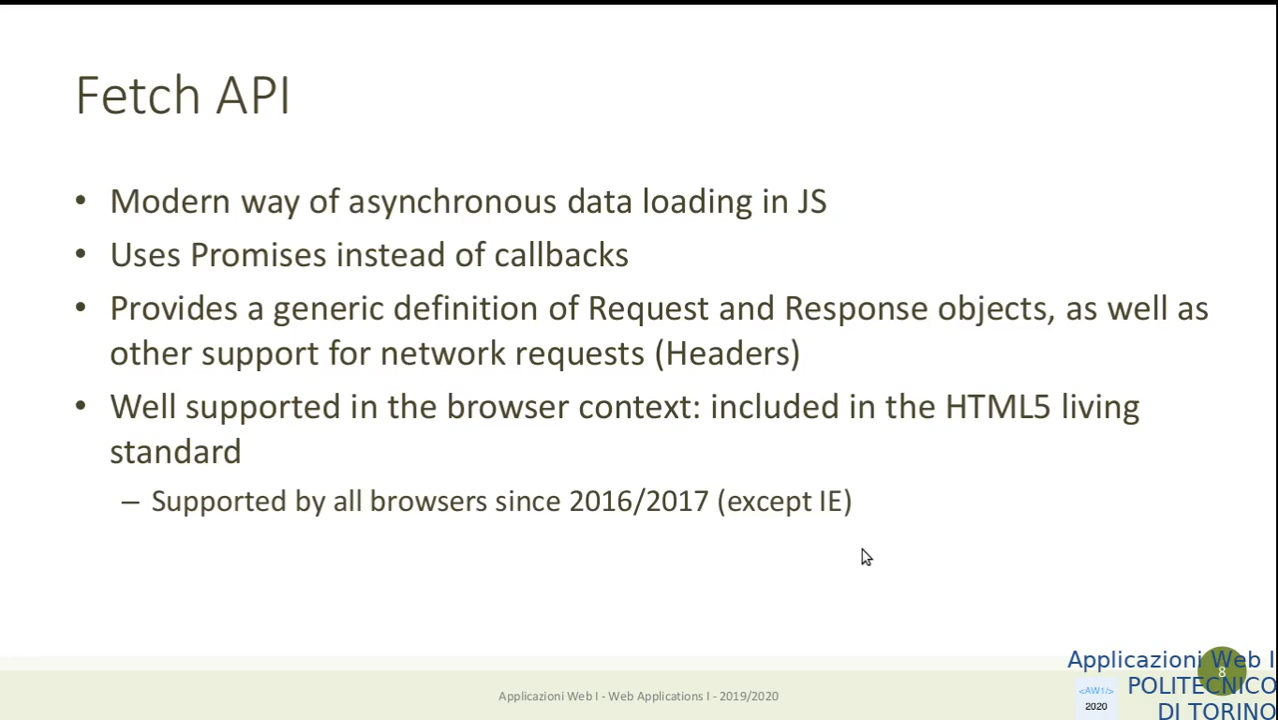 Fetch API
• Modern way of asynchronous data loading in JS
• Uses Promises instead of callbacks
• Provides a generic definition of Request and Response objects, as well as
other support for network requests (Headers)
• Well supported in the browser context: included in the HTML5 living
standard
– Supported by all browsers since 2016/2017 (except IE)
Applicazioni Web I - Web Applications I - 2019/2020
8
Applicazioni Web I
POLITECNICO
DI TORINO
<AW1/>
2020